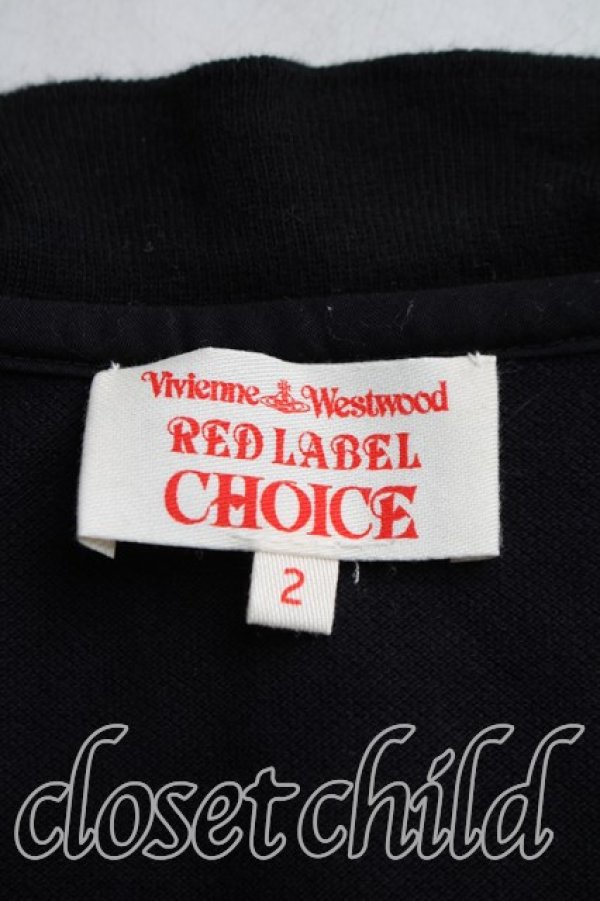 Vivienne Westwood
RED LABEL
CHOICE
2
closet child